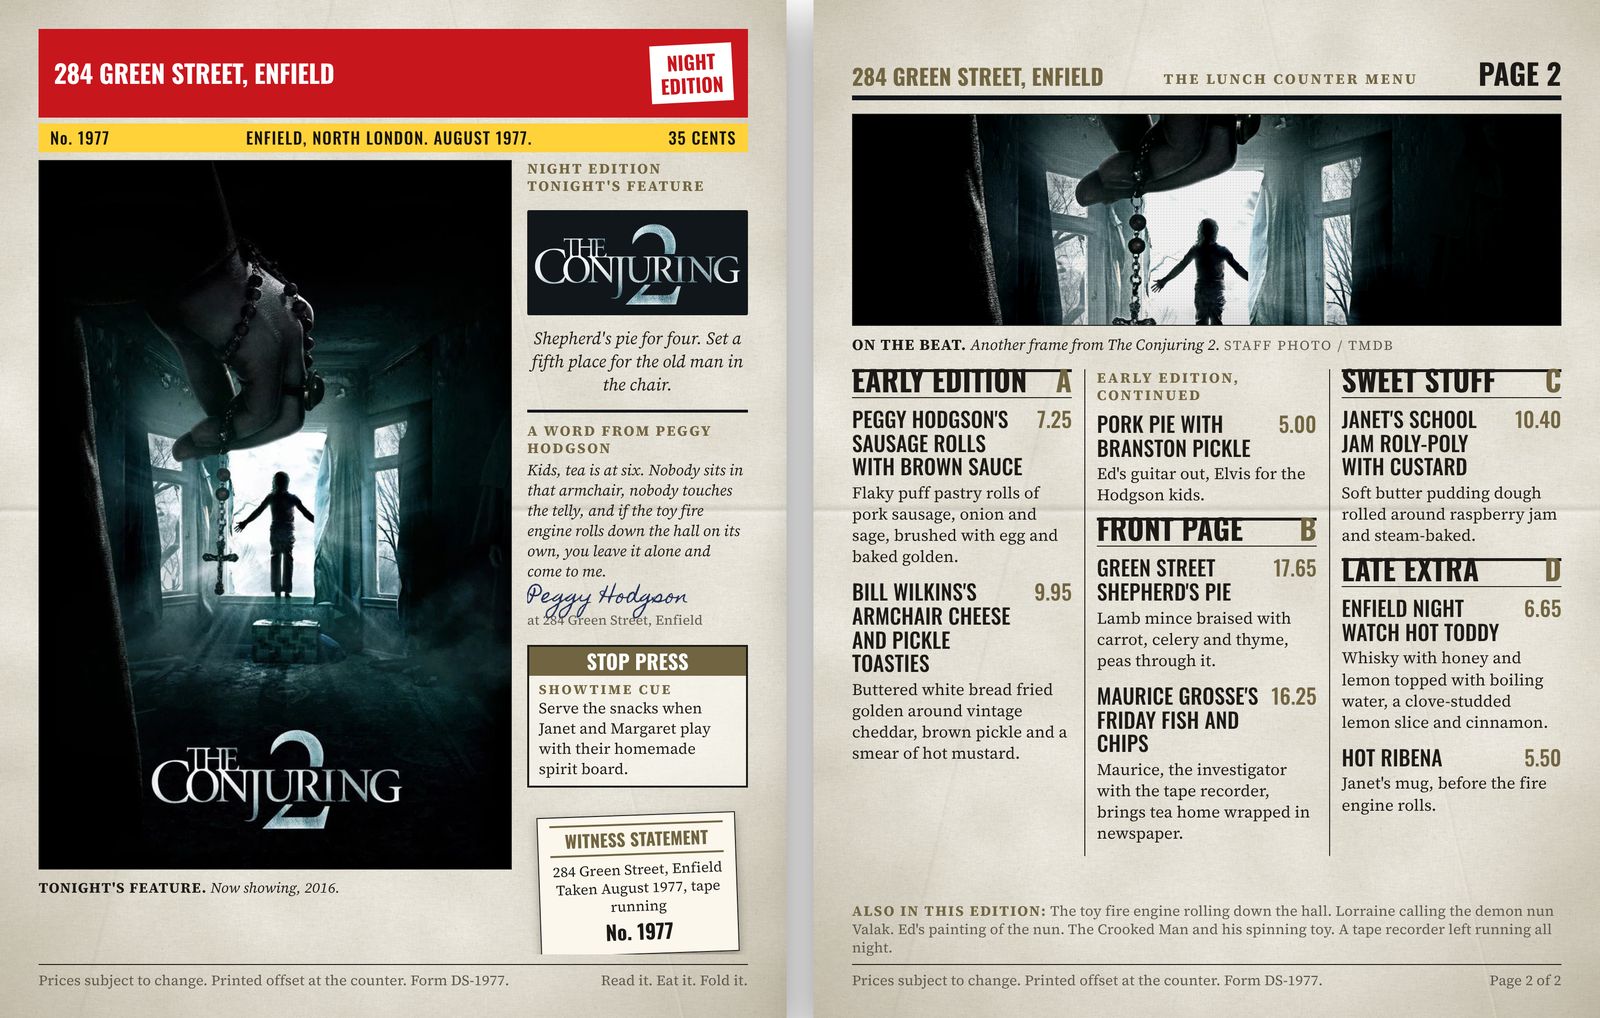 284 GREEN STREET, ENFIELD
NIGHT
EDITION
No. 1977
ENFIELD, NORTH LONDON. AUGUST 1977.
35 CENTS
THE
CONJURING
2
TONIGHT'S FEATURE. Now showing, 2016.
NIGHT EDITION
TONIGHT'S FEATURE
THE
CONJURING
2
Shepherd's pie for four. Set a
fifth place for the old man in
the chair.
A WORD FROM PEGGY
HODGSON
Kids, tea is at six. Nobody sits in
that armchair, nobody touches
the telly, and if the toy fire
engine rolls down the hall on its
own, you leave it alone and
come to me.
Peggy Hodgson
at 284 Green Street, Enfield
STOP PRESS
SHOWTIME CUE
Serve the snacks when
Janet and Margaret play
with their homemade
spirit board.
WITNESS STATEMENT
284 Green Street, Enfield
Taken August 1977, tape
running
No. 1977
Prices subject to change. Printed offset at the counter. Form DS-1977.
Read it. Eat it. Fold it.
284 GREEN STREET, ENFIELD
THE LUNCH COUNTER MENU
PAGE 2
ON THE BEAT. Another frame from The Conjuring 2. STAFF PHOTO / TMDB
EARLY EDITION A
PEGGY HODGSON'S 7.25
SAUSAGE ROLLS
WITH BROWN SAUCE
Flaky puff pastry rolls of
pork sausage, onion and
sage, brushed with egg and
baked golden.
BILL WILKINS'S 9.95
ARMCHAIR CHEESE
AND PICKLE
TOASTIES
Buttered white bread fried
golden around vintage
cheddar, brown pickle and a
smear of hot mustard.
EARLY EDITION,
CONTINUED
PORK PIE WITH 5.00
BRANSTON PICKLE
Ed's guitar out, Elvis for the
Hodgson kids.
FRONT PAGE B
GREEN STREET 17.65
SHEPHERD'S PIE
Lamb mince braised with
carrot, celery and thyme,
peas through it.
MAURICE GROSSE'S 16.25
FRIDAY FISH AND
CHIPS
Maurice, the investigator
with the tape recorder,
brings tea home wrapped in
newspaper.
SWEET STUFF C
JANET'S SCHOOL 10.40
JAM ROLY-POLY
WITH CUSTARD
Soft butter pudding dough
rolled around raspberry jam
and steam-baked.
LATE EXTRA D
ENFIELD NIGHT 6.65
WATCH HOT TODDY
Whisky with honey and
lemon topped with boiling
water, a clove-studded
lemon slice and cinnamon.
HOT RIBENA 5.50
Janet's mug, before the fire
engine rolls.
ALSO IN THIS EDITION: The toy fire engine rolling down the hall. Lorraine calling the demon nun
Valak. Ed's painting of the nun. The Crooked Man and his spinning toy. A tape recorder left running all
night.
Prices subject to change. Printed offset at the counter. Form DS-1977.
Page 2 of 2